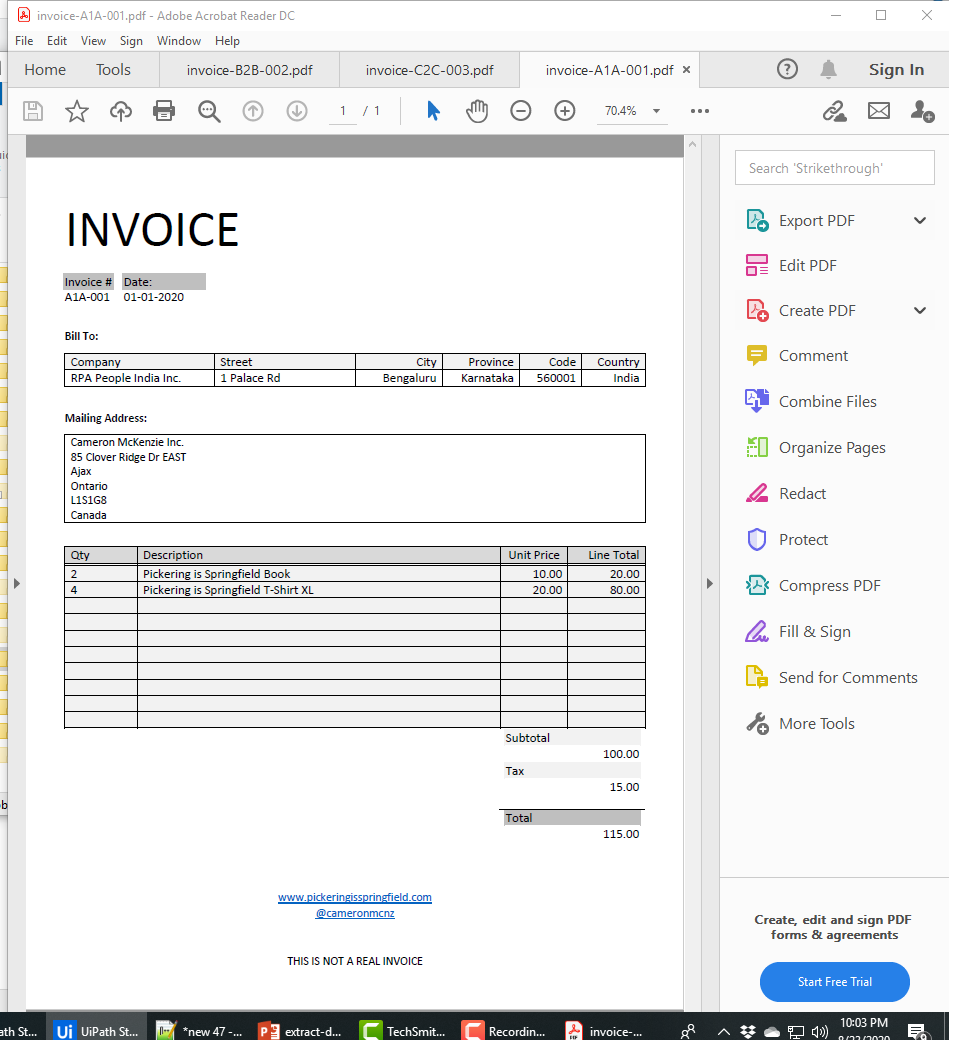 invoice-A1A-001.pdf - Adobe Acrobat Reader DC
File Edit View Sign Window Help
Home Tools invoice-B2B-002.pdf invoice-C2C-003.pdf invoice-A1A-001.pdf × ? Sign In
1 / 1 70.4%
Search 'Strikethrough'
Export PDF
Edit PDF
Create PDF
Comment
Combine Files
Organize Pages
Redact
Protect
Compress PDF
Fill & Sign
Send for Comments
More Tools
Create, edit and sign PDF
forms & agreements
Start Free Trial
INVOICE
Invoice # Date:
A1A-001 01-01-2020
Bill To:
Company Street City Province Code Country
RPA People India Inc. 1 Palace Rd Bengaluru Karnataka 560001 India
Mailing Address:
Cameron McKenzie Inc.
85 Clover Ridge Dr EAST
Ajax
Ontario
L1S1G8
Canada
Qty Description Unit Price Line Total
2 Pickering is Springfield Book 10.00 20.00
4 Pickering is Springfield T-Shirt XL 20.00 80.00
Subtotal
100.00
Tax
15.00
Total
115.00
www.pickeringisspringfield.com
@cameronmcnz
THIS IS NOT A REAL INVOICE
ath St... Ui UiPath St... *new 47 -... extract-d... TechSmit... Recordin... invoice-... 10:03 PM